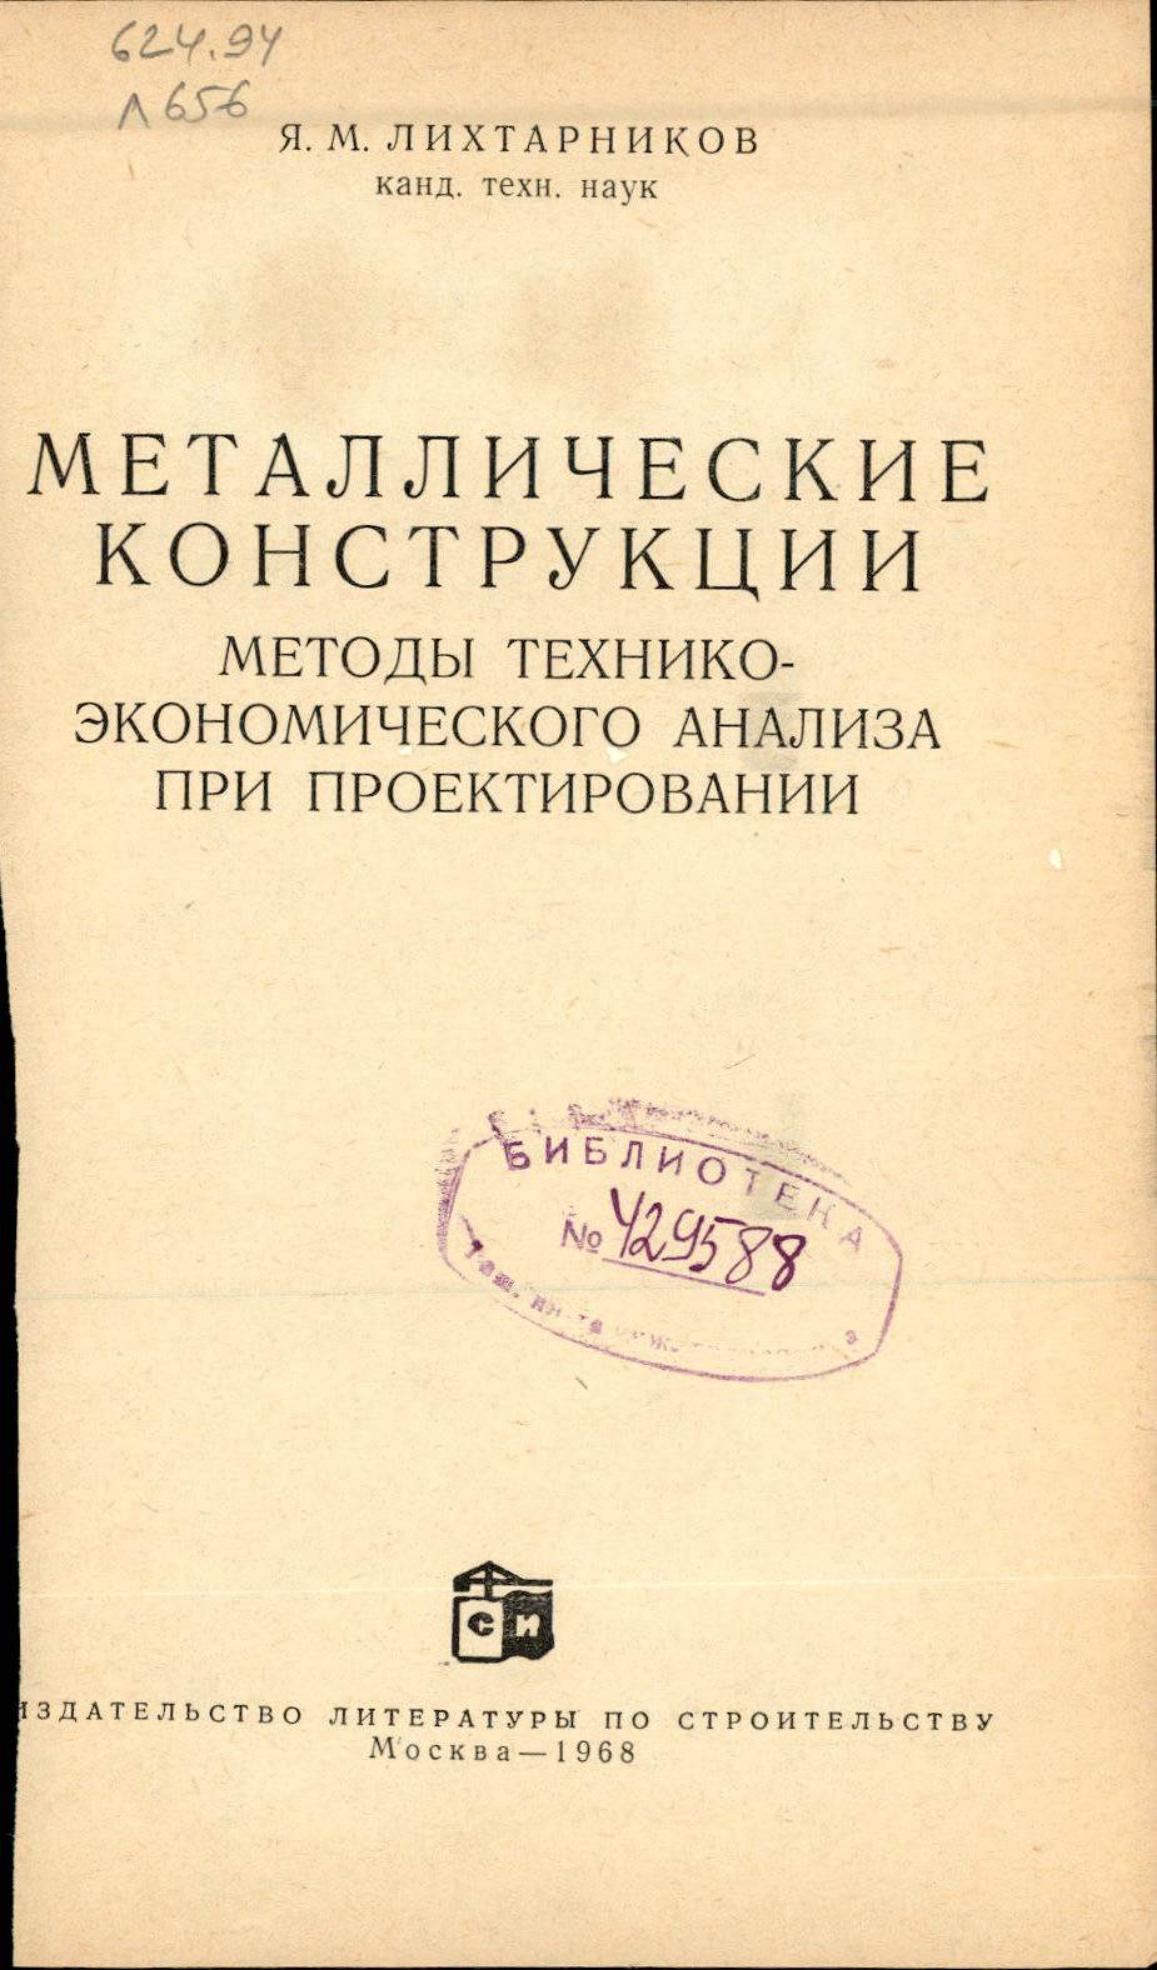 624.94
Л656
Я. М. ЛИХТАРНИКОВ
канд. техн. наук
МЕТАЛЛИЧЕСКИЕ
КОНСТРУКЦИИ
МЕТОДЫ ТЕХНИКО-
ЭКОНОМИЧЕСКОГО АНАЛИЗА
ПРИ ПРОЕКТИРОВАНИИ
БИБЛИОТЕКА
№ 429588
СИ
ИЗДАТЕЛЬСТВО ЛИТЕРАТУРЫ ПО СТРОИТЕЛЬСТВУ
Москва — 1968